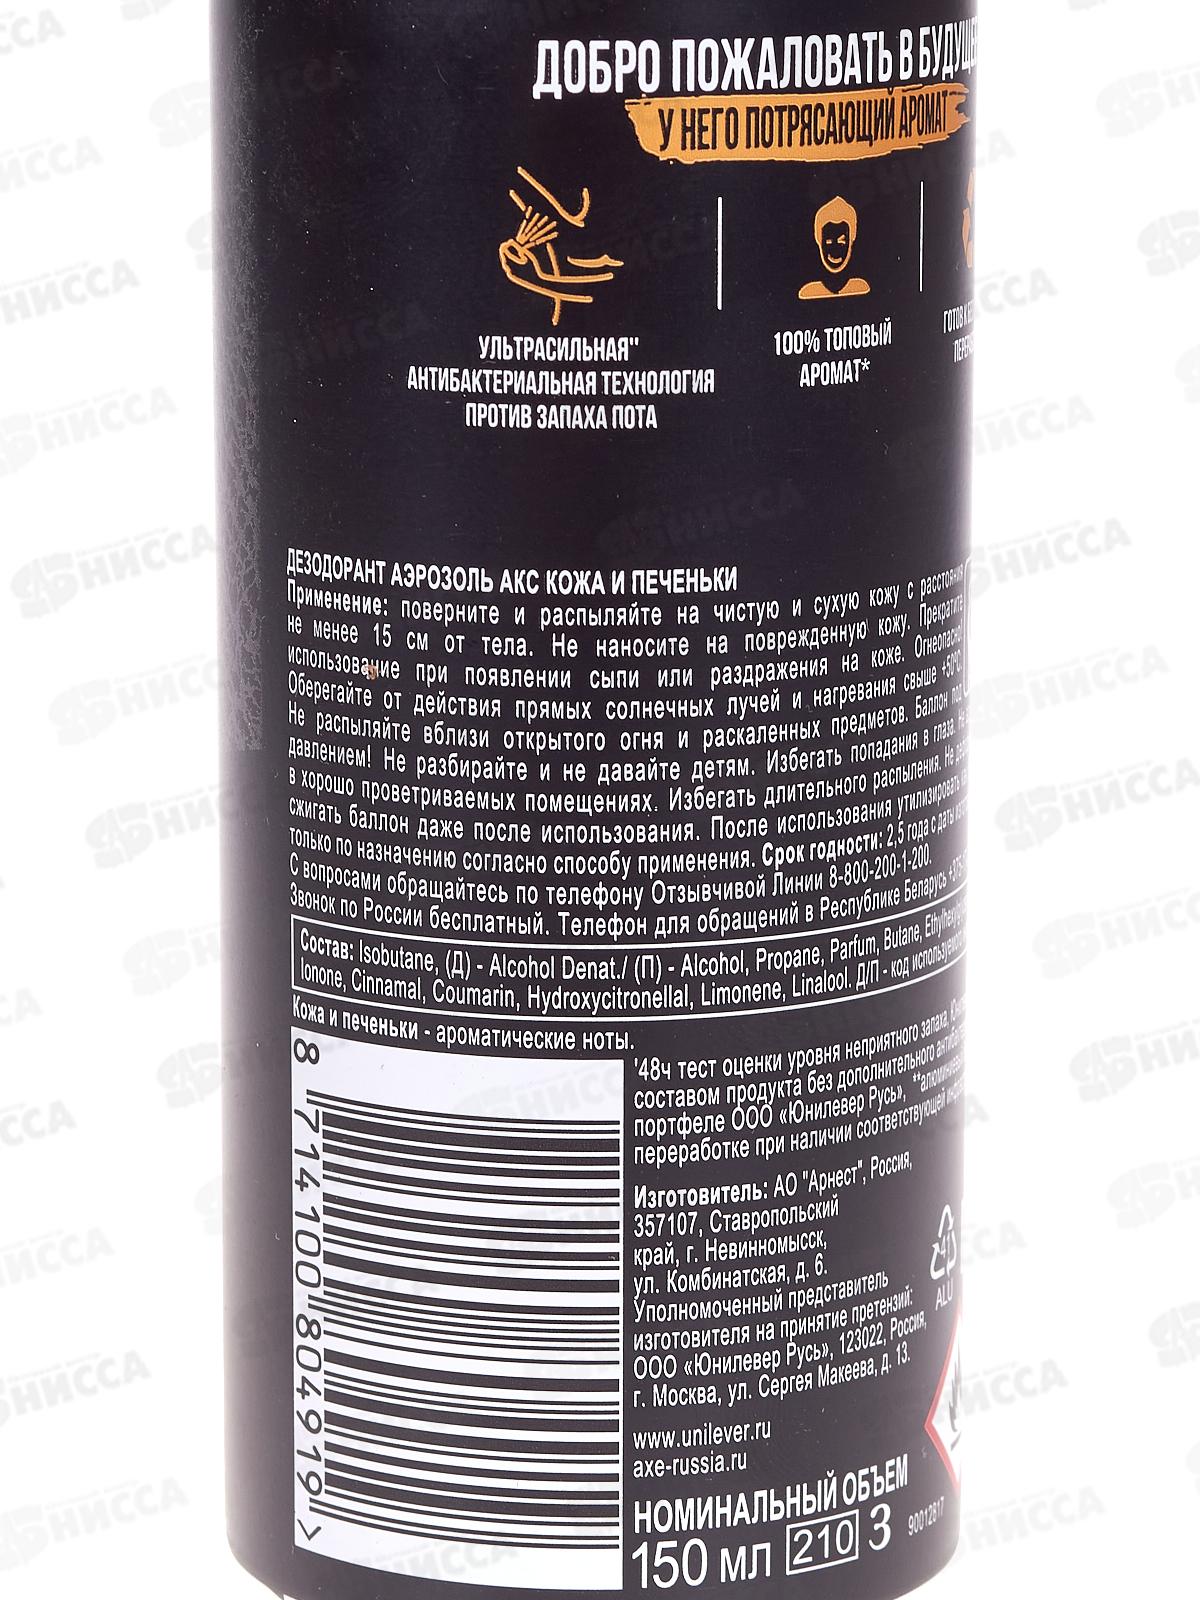 ДОБРО ПОЖАЛОВАТЬ В
У НЕГО ПОТРЯСАЮЩИЙ АРОМАТ
УЛЬТРАСИЛЬНАЯ"
АНТИБАКТЕРИАЛЬНАЯ ТЕХНОЛОГИЯ
ПРОТИВ ЗАПАХА ПОТА
100% ТОПОВЫЙ
АРОМАТ*
ДЕЗОДОРАНТ АЭРОЗОЛЬ АКС КОЖА И ПЕЧЕНЬКИ
Применение: поверните и распыляйте на чистую и сухую кожу с расстояния
не менее 15 см от тела. Не наносите на поврежденную кожу. Прекратите
использование при появлении сыпи или раздражения на коже. Огнеопасно!
Оберегайте от действия прямых солнечных лучей и нагревания свыше +50°C.
Не распыляйте вблизи открытого огня и раскаленных предметов. Баллон под
давлением! Не разбирайте и не давайте детям. Избегать попадания в глаза.
в хорошо проветриваемых помещениях. Избегать длительного распыления. Не
сжигать баллон даже после использования. После использования утилизировать
только по назначению согласно способу применения. Срок годности: 2,5 года с даты
С вопросами обращайтесь по телефону Отзывчивой Линии 8-800-200-1-200.
Звонок по России бесплатный. Телефон для обращений в Республике Беларусь
Состав: Isobutane, (Д) - Alcohol Denat./ (П) - Alcohol, Propane, Parfum, Butane,
Ionone, Cinnamal, Coumarin, Hydroxycitronellal, Limonene, Linalool. Д/П - код
Кожа и печеньки - ароматические ноты.
8 714100 804919 >
'48ч тест оценки уровня неприятного запаха,
составом продукта без дополнительного
портфеле ООО «Юнилевер Русь»,
переработке при наличии соответствующей
Изготовитель: АО "Арнест", Россия,
357107, Ставропольский
край, г. Невинномысск,
ул. Комбинатская, д. 6.
Уполномоченный представитель
изготовителя на принятие претензий:
ООО «Юнилевер Русь», 123022, Россия,
г. Москва, ул. Сергея Макеева, д. 13.
www.unilever.ru
axe-russia.ru
41
ALU
НОМИНАЛЬНЫЙ ОБЪЕМ
150 МЛ 210 3
90012817
НИССА